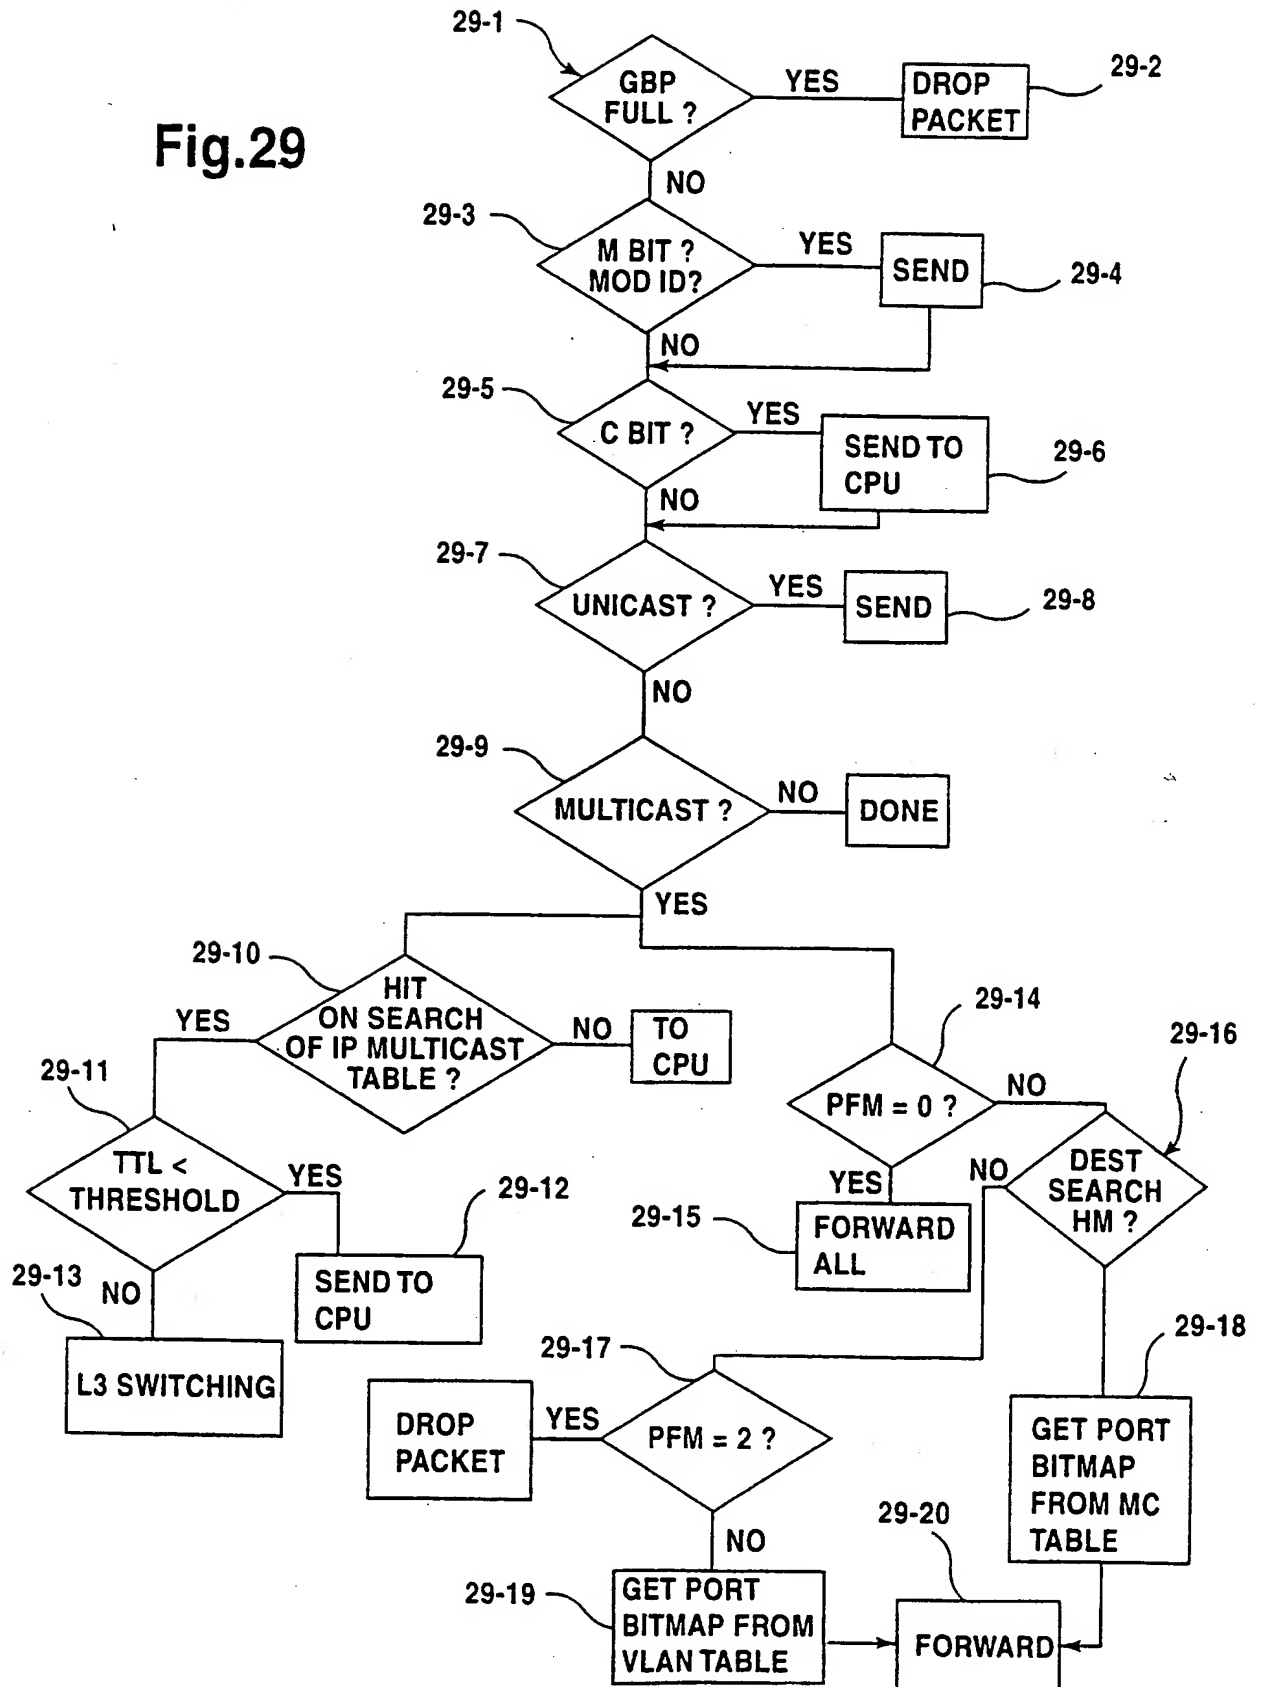 29-1
GBP
FULL ?
YES
DROP
PACKET
29-2
Fig.29
NO
29-3
M BIT ?
MOD ID?
YES
SEND
29-4
NO
29-5
C BIT ?
YES
SEND TO
CPU
29-6
NO
29-7
UNICAST ?
YES
SEND
29-8
NO
29-9
MULTICAST ?
NO
DONE
YES
29-10
HIT
ON SEARCH
OF IP MULTICAST
TABLE ?
YES
NO
TO
CPU
29-11
TTL <
THRESHOLD
YES
29-12
SEND TO
CPU
29-13
NO
L3 SWITCHING
29-14
PFM = 0 ?
NO
YES
29-15
FORWARD
ALL
29-16
DEST
SEARCH
HM ?
NO
29-17
PFM = 2 ?
YES
DROP
PACKET
NO
29-18
GET PORT
BITMAP
FROM MC
TABLE
29-19
GET PORT
BITMAP FROM
VLAN TABLE
29-20
FORWARD